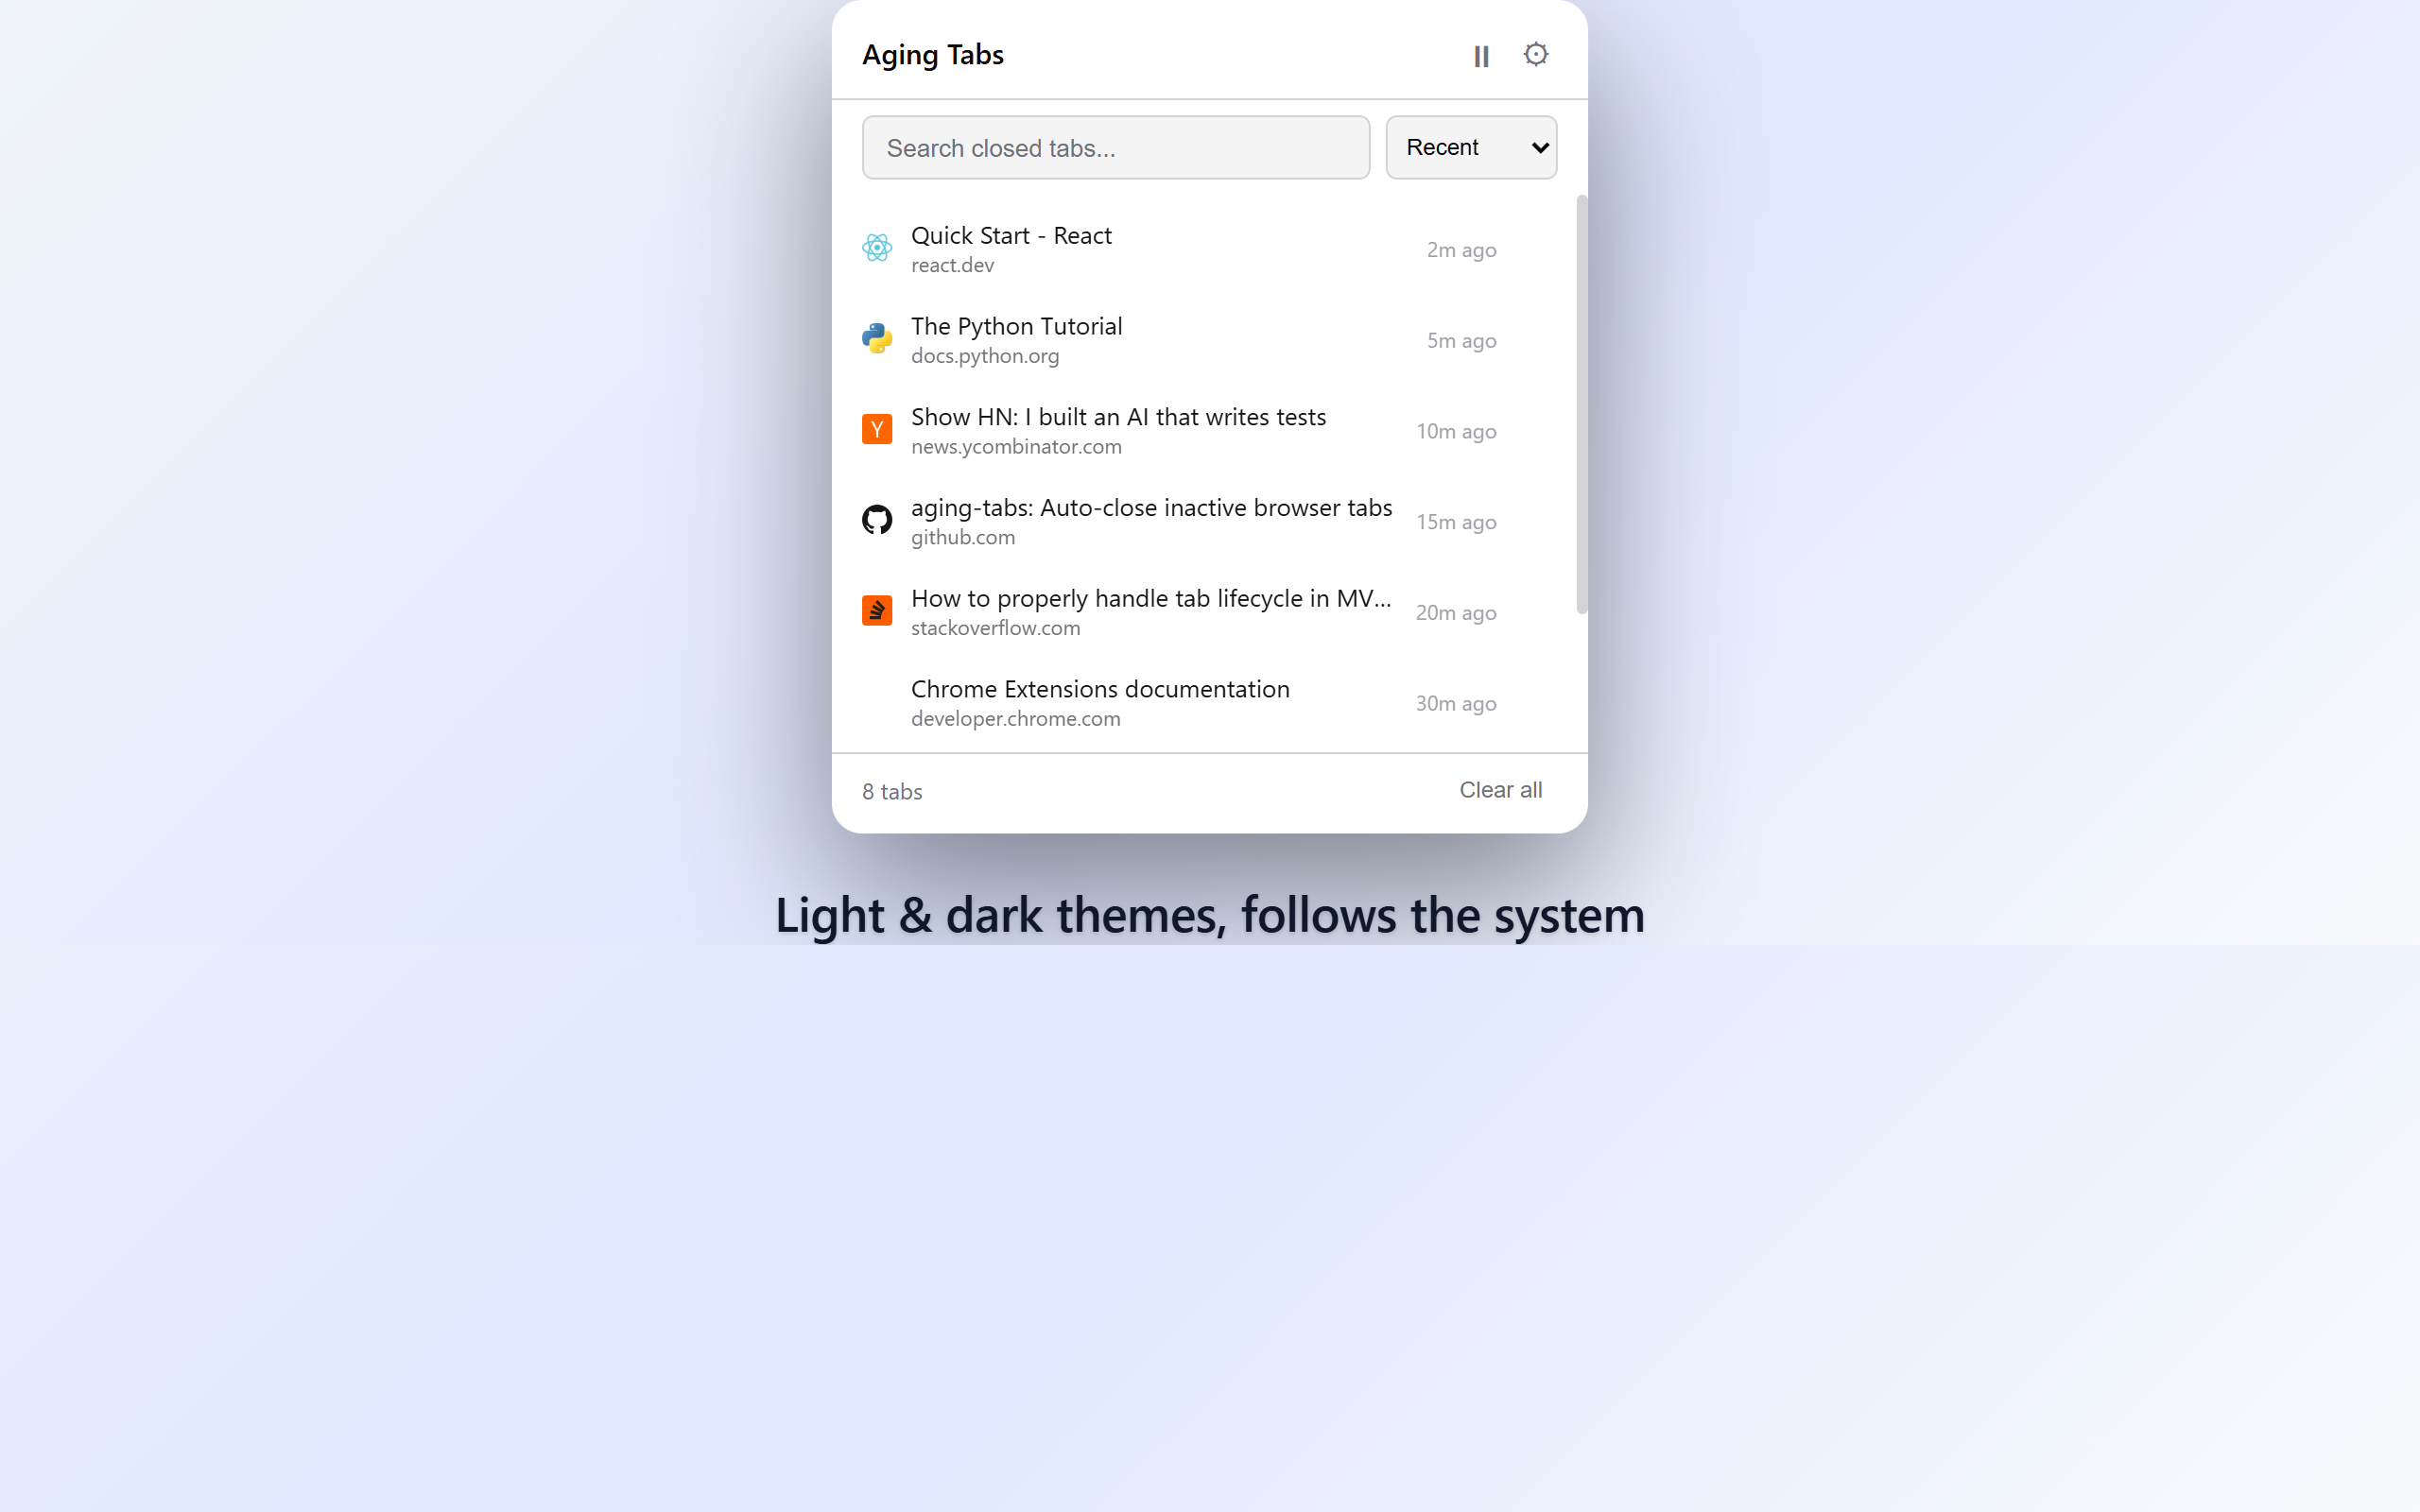 Aging Tabs
Search closed tabs...
Recent
Quick Start - React
2m ago
react.dev
The Python Tutorial
5m ago
docs.python.org
Y
Show HN: I built an AI that writes tests
10m ago
news.ycombinator.com
aging-tabs: Auto-close inactive browser tabs
15m ago
github.com
How to properly handle tab lifecycle in MV...
20m ago
stackoverflow.com
Chrome Extensions documentation
30m ago
developer.chrome.com
8 tabs
Clear all
Light & dark themes, follows the system